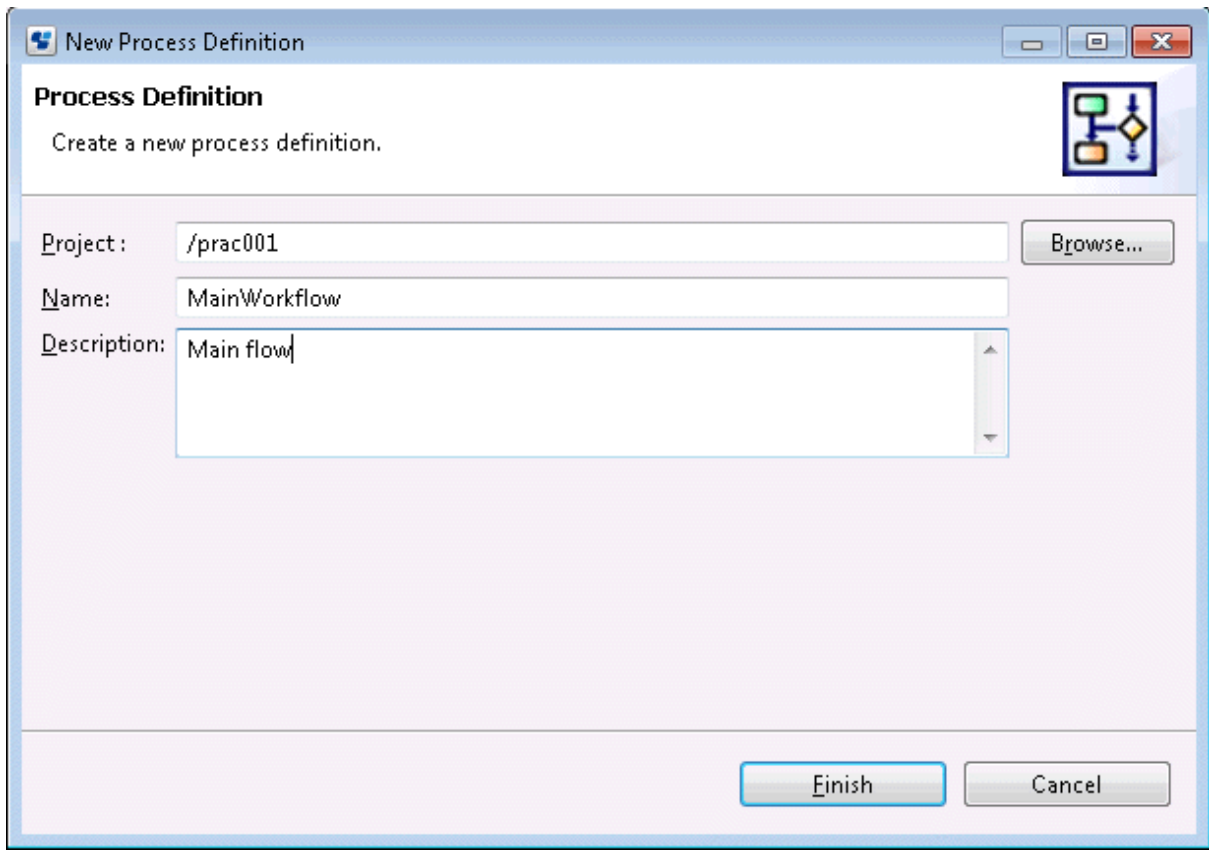 New Process Definition
Process Definition
Create a new process definition.
Project : /prac001 Browse...
Name: MainWorkflow
Description: Main flow
Finish Cancel